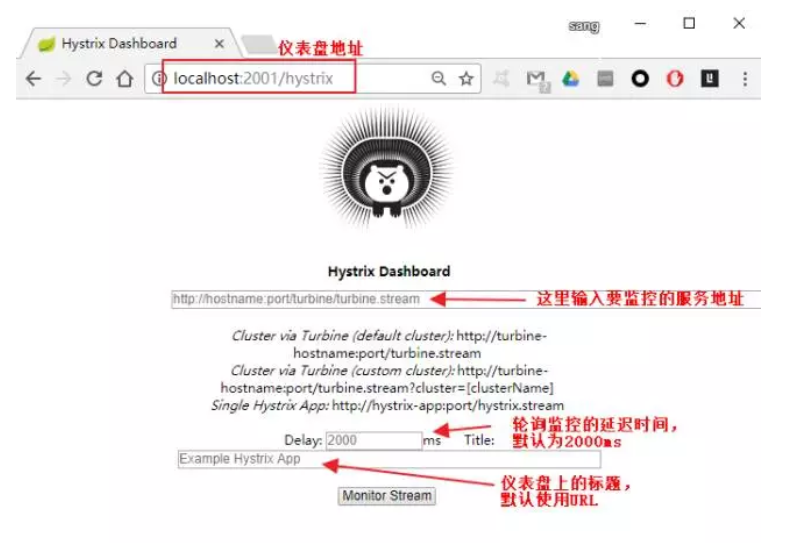 sang
Hystrix Dashboard
仪表盘地址
localhost:2001/hystrix
Hystrix Dashboard
http://hostname:port/turbine/turbine.stream
这里输入要监控的服务地址
Cluster via Turbine (default cluster): http://turbine-
hostname:port/turbine.stream
Cluster via Turbine (custom cluster): http://turbine-
hostname:port/turbine.stream?cluster=[clusterName]
Single Hystrix App: http://hystrix-app:port/hystrix.stream
轮询监控的延迟时间，
默认为2000ms
Delay: 2000 ms Title:
Example Hystrix App
仪表盘上的标题，
默认使用URL
Monitor Stream